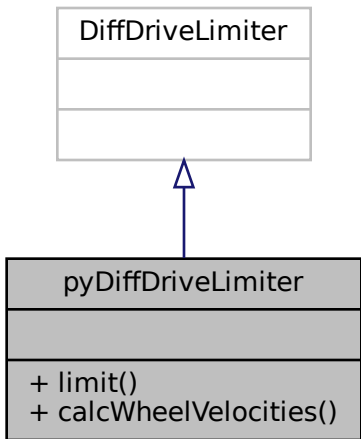 DiffDriveLimiter
pyDiffDriveLimiter
+ limit()
+ calcWheelVelocities()